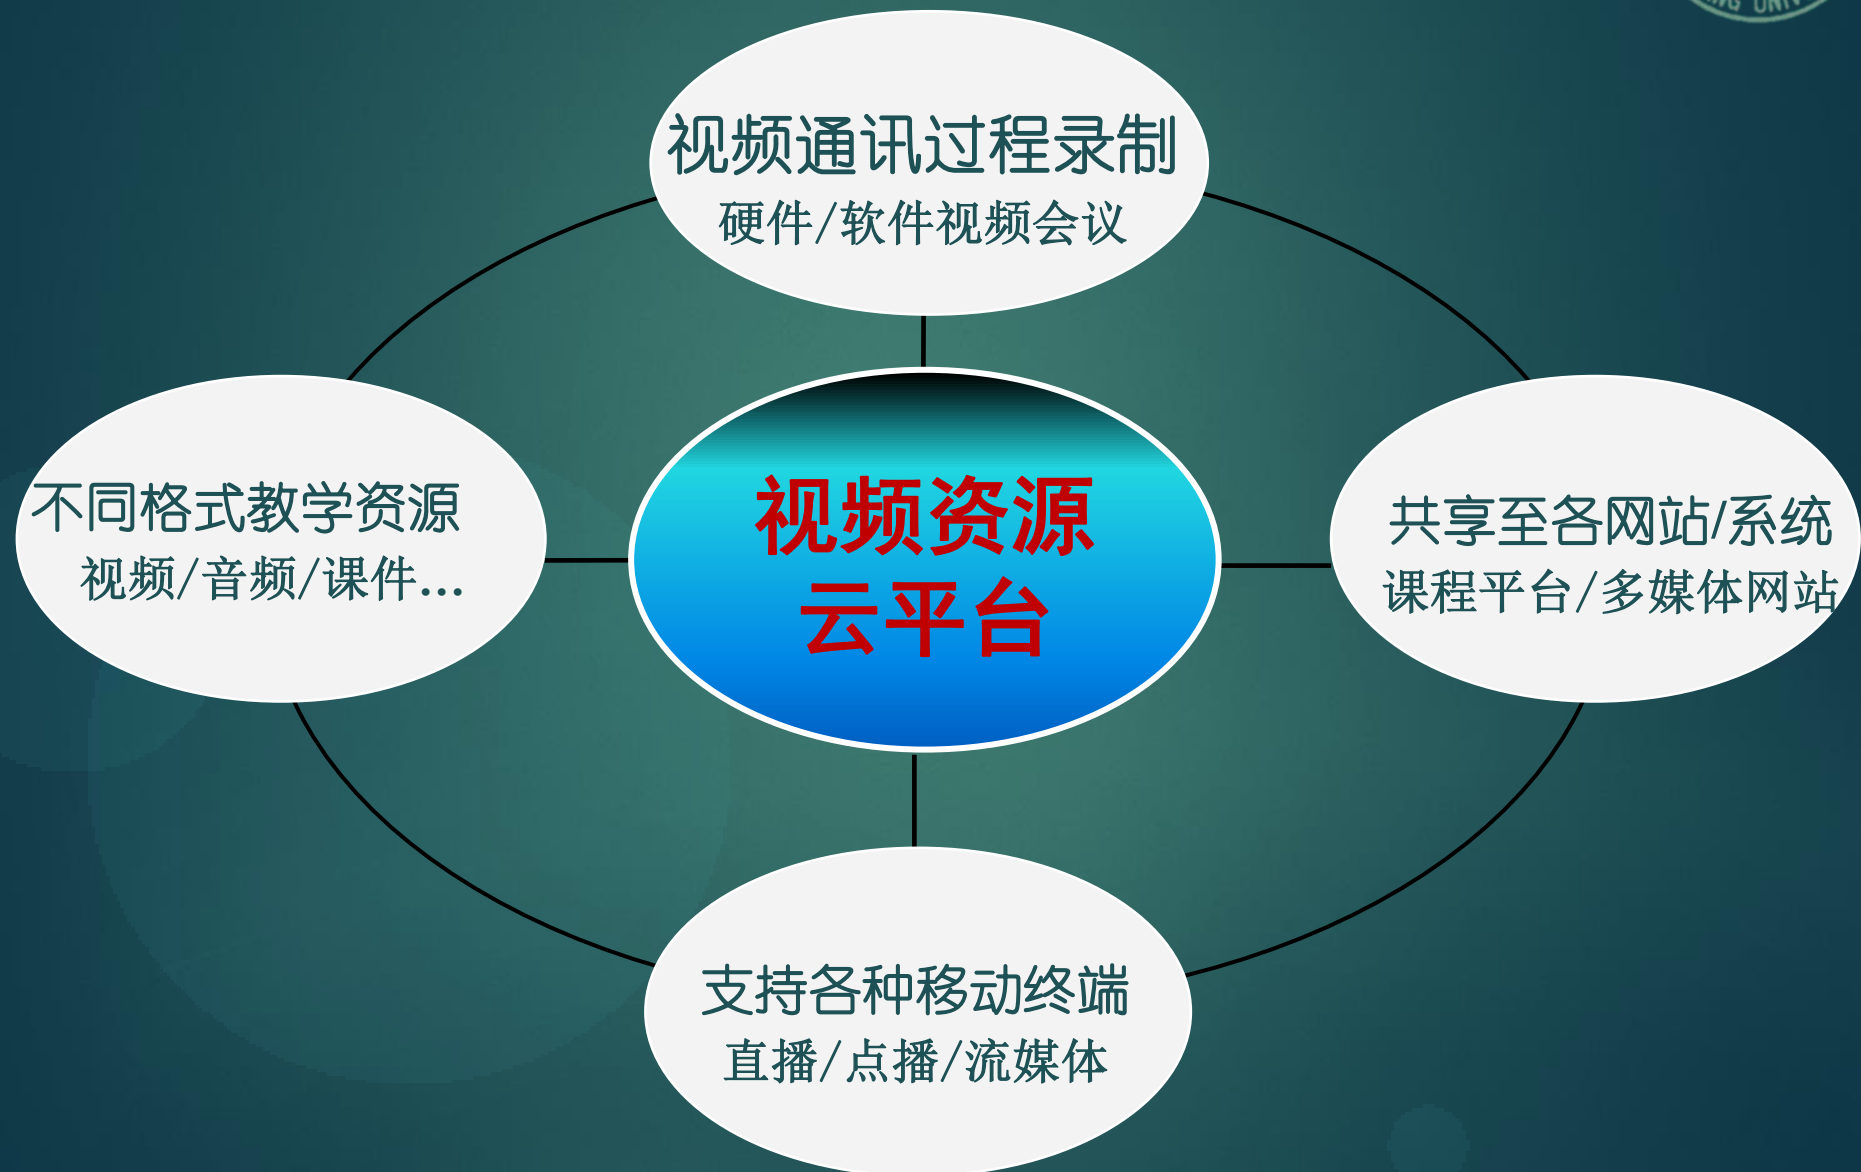 视频通讯过程录制
硬件/软件视频会议
不同格式教学资源
视频/音频/课件...
视频资源
云平台
共享至各网站/系统
课程平台/多媒体网站
支持各种移动终端
直播/点播/流媒体